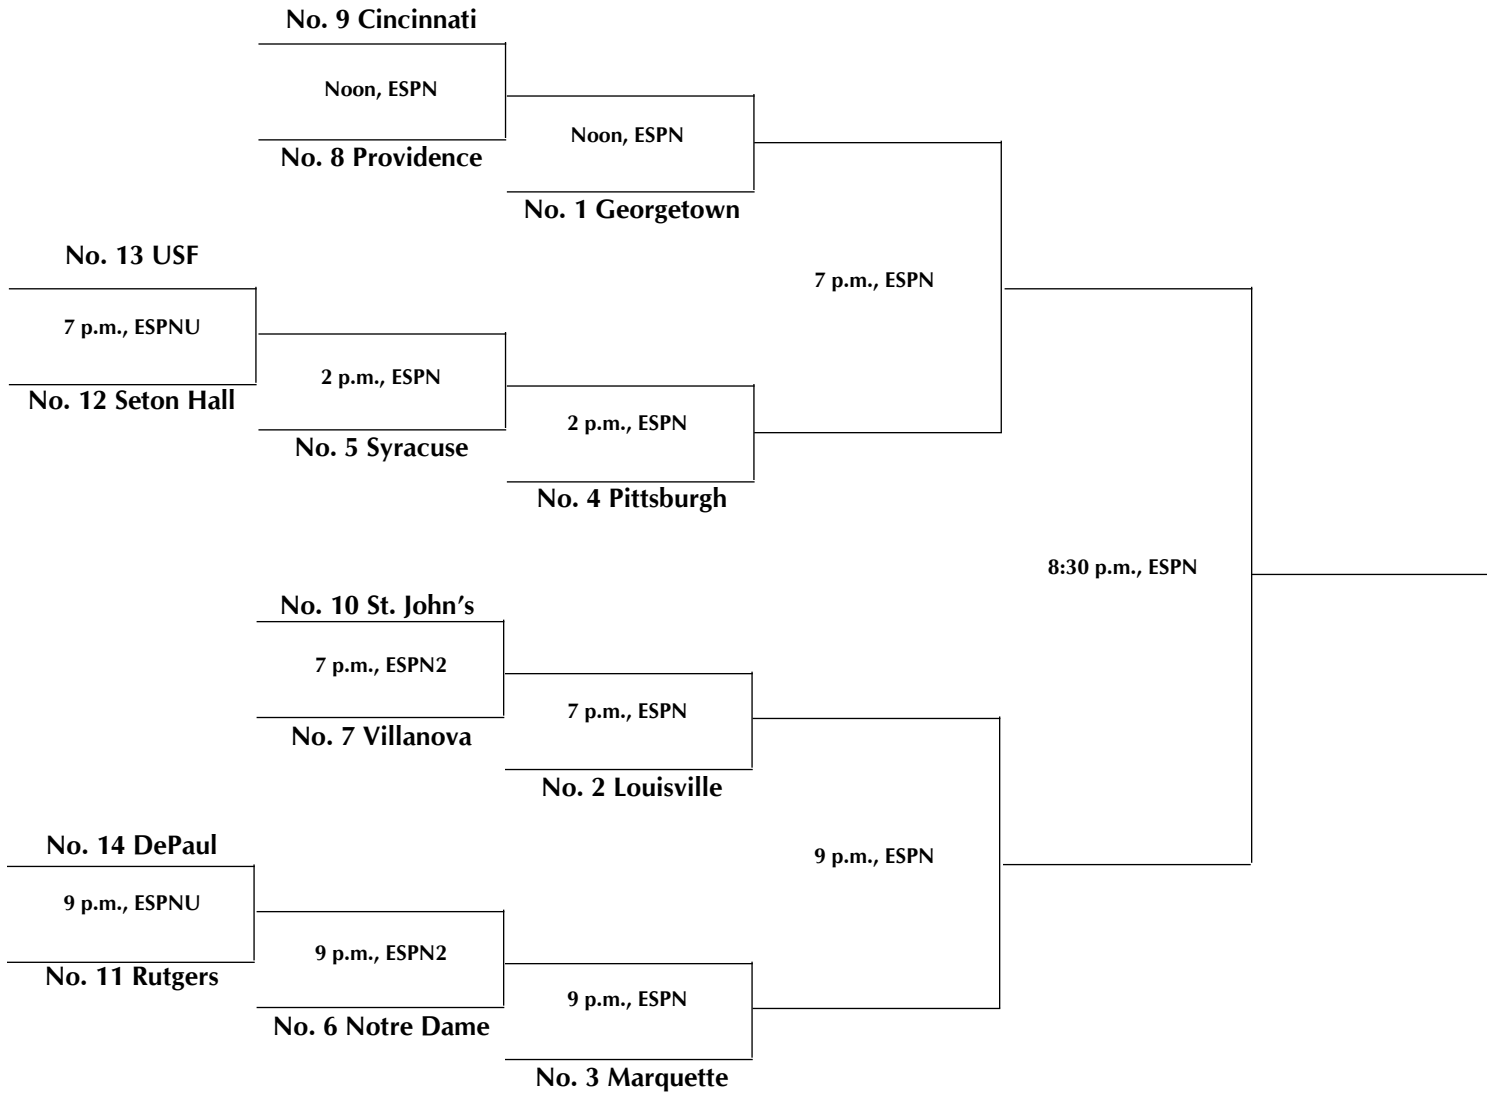 No. 9 Cincinnati
Noon, ESPN
No. 8 Providence
Noon, ESPN
No. 1 Georgetown
No. 13 USF
7 p.m., ESPNU
No. 12 Seton Hall
2 p.m., ESPN
No. 5 Syracuse
2 p.m., ESPN
No. 4 Pittsburgh
7 p.m., ESPN
8:30 p.m., ESPN
No. 10 St. John’s
7 p.m., ESPN2
No. 7 Villanova
7 p.m., ESPN
No. 2 Louisville
No. 14 DePaul
9 p.m., ESPNU
No. 11 Rutgers
9 p.m., ESPN2
No. 6 Notre Dame
9 p.m., ESPN
No. 3 Marquette
9 p.m., ESPN